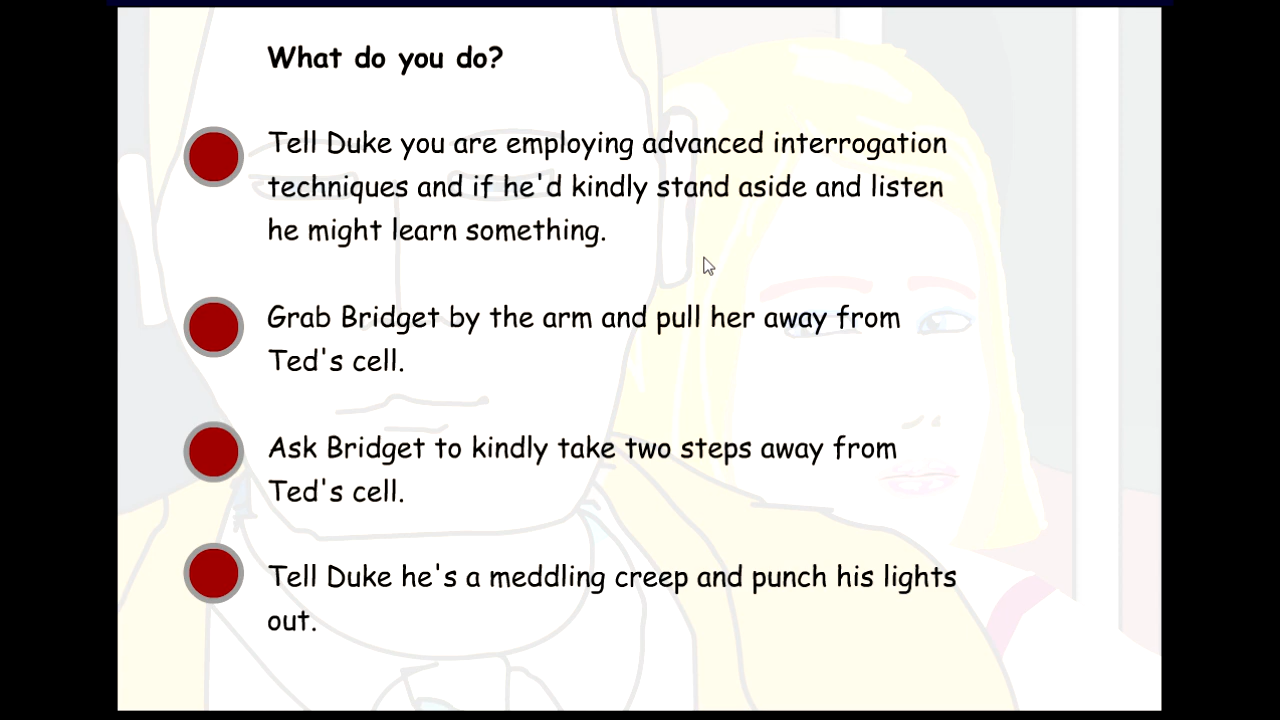 What do you do?
Tell Duke you are employing advanced interrogation
techniques and if he'd kindly stand aside and listen
he might learn something.
Grab Bridget by the arm and pull her away from
Ted's cell.
Ask Bridget to kindly take two steps away from
Ted's cell.
Tell Duke he's a meddling creep and punch his lights
out.